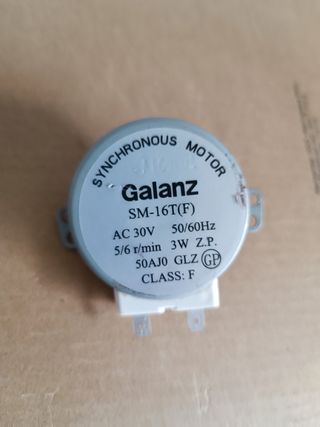 SYNCHRONOUS MOTOR
Galanz
SM-16T(F)
AC 30V 50/60Hz
5/6 r/min 3W Z.P.
50AJ0 GLZ GP
CLASS: F